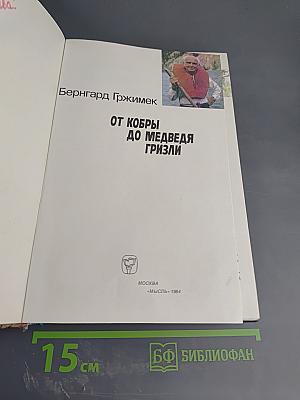 Бернгард Гржимек
ОТ КОБРЫ
ДО МЕДВЕДЯ
ГРИЗЛИ
МОСКВА
«МЫСЛЬ» 1984
15 см
БФ БИБЛИОФАН